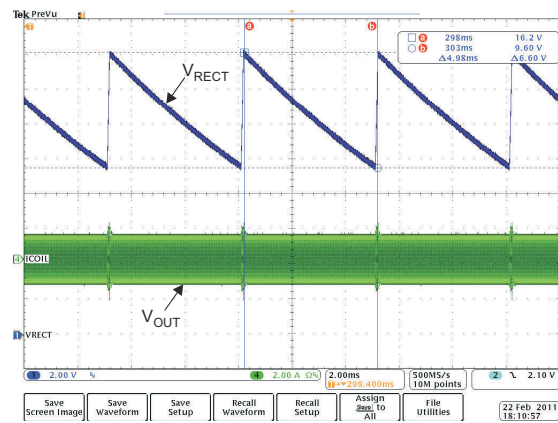 Tek PreVu
T
a
b
a 298ms 16.2 V
b 303ms 9.60 V
Δ4.98ms Δ6.60 V
VRECT
4 ICOIL
VOUT
1 VRECT
1 2.00 V
4 2.00 A Ω
2.00ms
T→▼299.400ms
500MS/s
10M points
2 2.10 V
Save Screen Image
Save Waveform
Save Setup
Recall Waveform
Recall Setup
Assign Save to All
File Utilities
22 Feb 2011
18:10:57